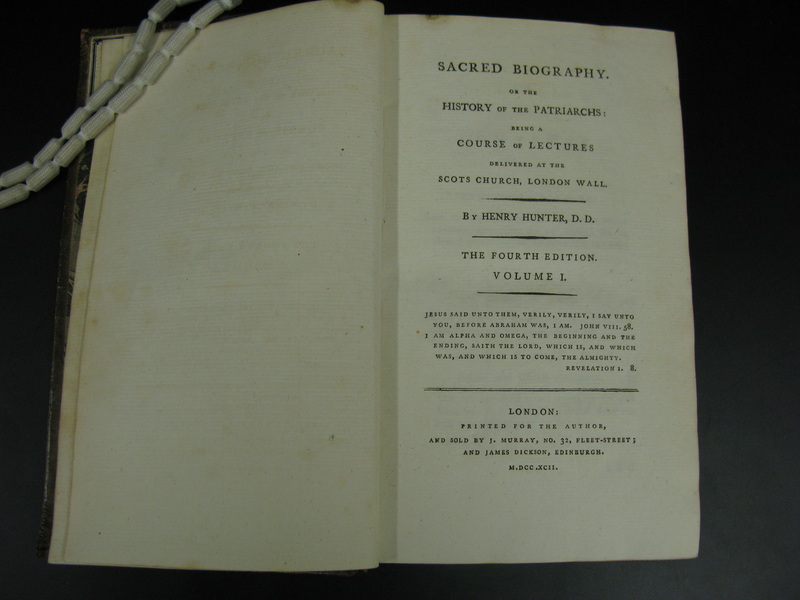 SACRED BIOGRAPHY.
OR THE
HISTORY OF THE PATRIARCHS:
BEING A
COURSE OF LECTURES
DELIVERED AT THE
SCOTS CHURCH, LONDON WALL.
BY HENRY HUNTER, D. D.
THE FOURTH EDITION.
VOLUME I.
JESUS SAID UNTO THEM, VERILY, VERILY, I SAY UNTO
YOU, BEFORE ABRAHAM WAS, I AM. JOHN VIII. 58.
I AM ALPHA AND OMEGA, THE BEGINNING AND THE
ENDING, SAITH THE LORD, WHICH IS, AND WHICH
WAS, AND WHICH IS TO COME, THE ALMIGHTY.
REVELATION I. 8.
LONDON:
PRINTED FOR THE AUTHOR,
AND SOLD BY J. MURRAY, NO. 32, FLEET-STREET;
AND JAMES DICKSON, EDINBURGH.
M.DCC.XCII.